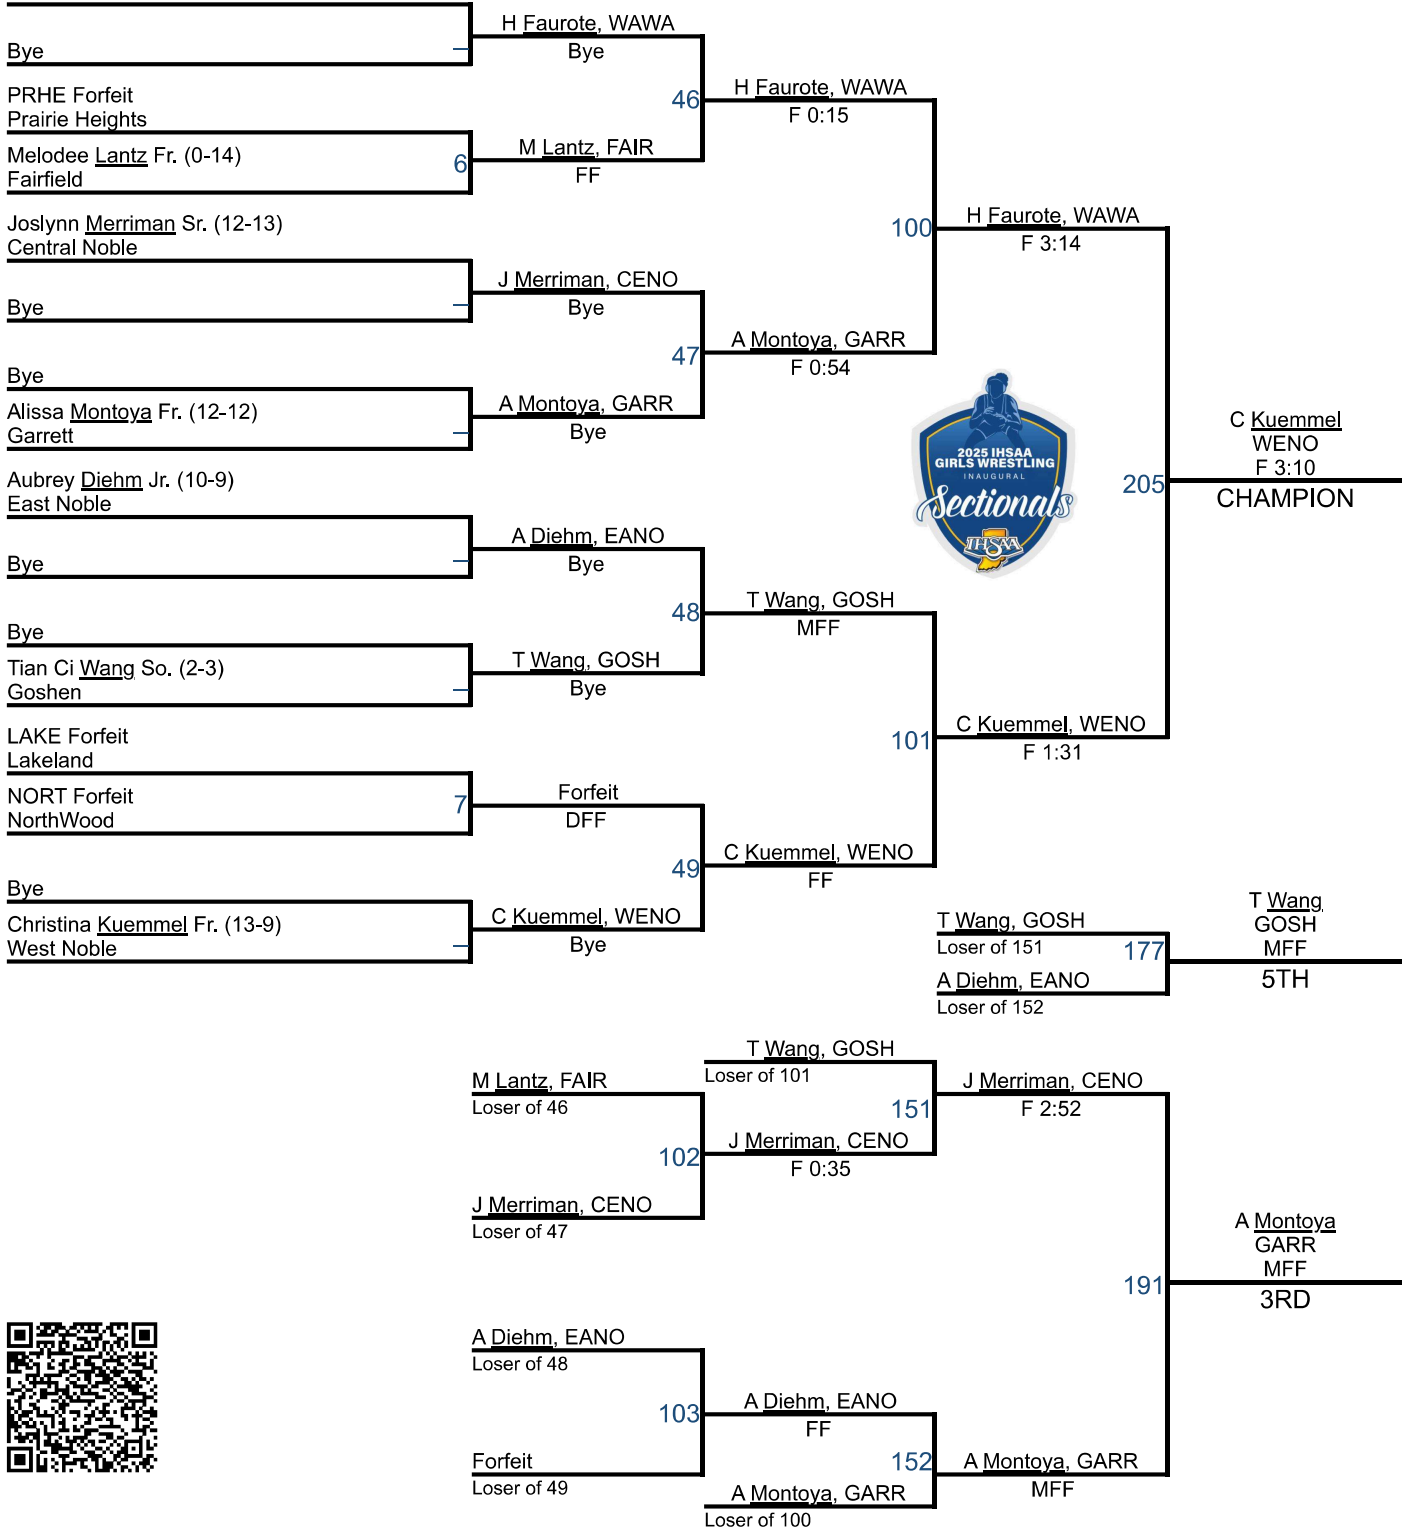 H Faurote, WAWA
Bye
Bye
PRHE Forfeit
Prairie Heights
46
H Faurote, WAWA
F 0:15
Melodee Lantz Fr. (0-14)
Fairfield
6
M Lantz, FAIR
FF
Joslynn Merriman Sr. (12-13)
Central Noble
100
H Faurote, WAWA
F 3:14
J Merriman, CENO
Bye
Bye
47
A Montoya, GARR
F 0:54
Bye
Alissa Montoya Fr. (12-12)
Garrett
A Montoya, GARR
Bye
2025 IHSAA
GIRLS WRESTLING
INAUGURAL
Sectionals
IHSAA
205
C Kuemmel
WENO
F 3:10
CHAMPION
Aubrey Diehm Jr. (10-9)
East Noble
A Diehm, EANO
Bye
Bye
48
T Wang, GOSH
MFF
Bye
Tian Ci Wang So. (2-3)
Goshen
T Wang, GOSH
Bye
LAKE Forfeit
Lakeland
101
C Kuemmel, WENO
F 1:31
NORT Forfeit
NorthWood
7
Forfeit
DFF
49
C Kuemmel, WENO
FF
Bye
Christina Kuemmel Fr. (13-9)
West Noble
C Kuemmel, WENO
Bye
T Wang, GOSH
Loser of 151
177
A Diehm, EANO
Loser of 152
T Wang
GOSH
MFF
5TH
T Wang, GOSH
Loser of 101
M Lantz, FAIR
Loser of 46
151
J Merriman, CENO
F 2:52
102
J Merriman, CENO
F 0:35
J Merriman, CENO
Loser of 47
191
A Montoya
GARR
MFF
3RD
A Diehm, EANO
Loser of 48
103
A Diehm, EANO
FF
Forfeit
Loser of 49
152
A Montoya, GARR
MFF
A Montoya, GARR
Loser of 100